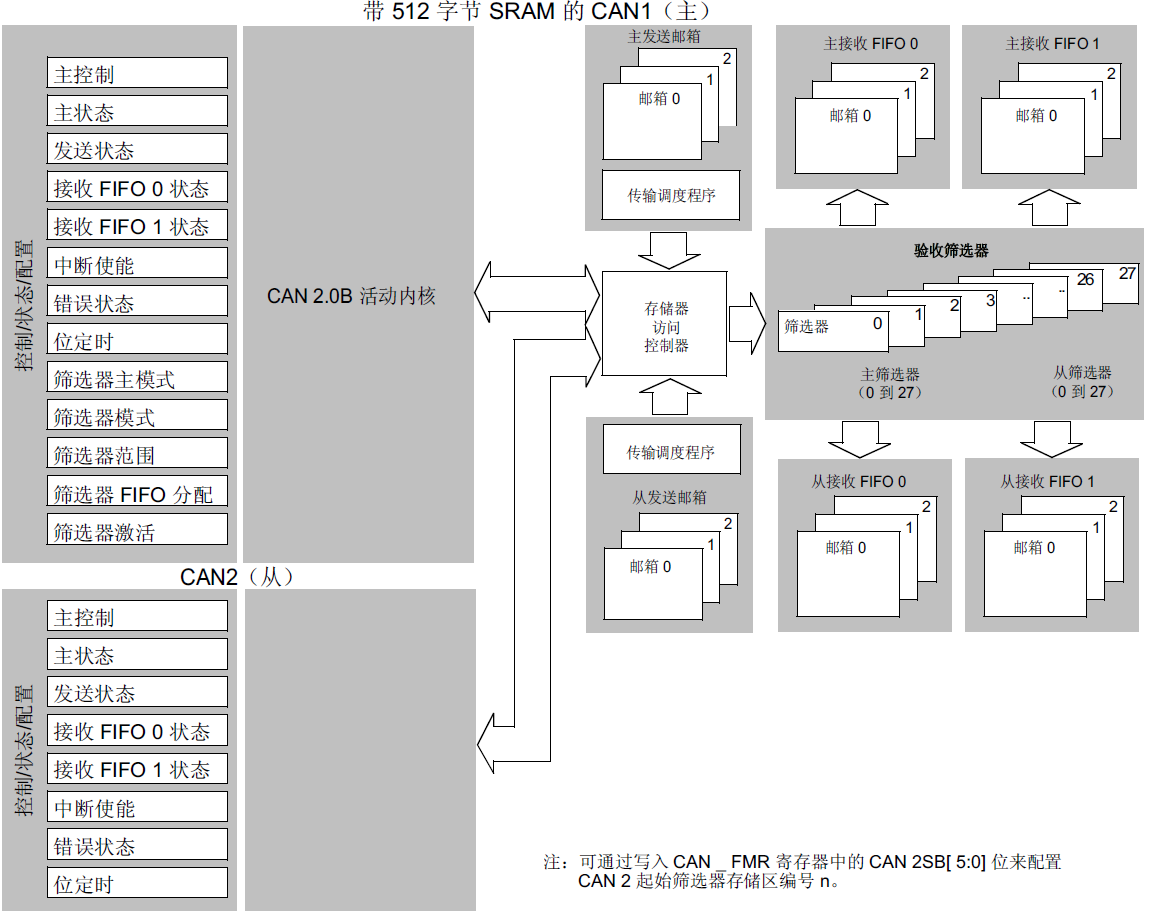 带 512 字节 SRAM 的 CAN1（主）
控制/状态/配置
主控制
主状态
发送状态
接收 FIFO 0 状态
接收 FIFO 1 状态
中断使能
错误状态
位定时
筛选器主模式
筛选器模式
筛选器范围
筛选器 FIFO 分配
筛选器激活
CAN 2.0B 活动内核
主发送邮箱
2
1
邮箱 0
传输调度程序
主接收 FIFO 0
2
1
邮箱 0
主接收 FIFO 1
2
1
邮箱 0
存储器
访问
控制器
验收筛选器
筛选器 0
1
2
3
..
..
26
27
主筛选器
（0 到 27）
从筛选器
（0 到 27）
传输调度程序
从发送邮箱
2
1
邮箱 0
从接收 FIFO 0
2
1
邮箱 0
从接收 FIFO 1
2
1
邮箱 0
CAN2（从）
控制/状态/配置
主控制
主状态
发送状态
接收 FIFO 0 状态
接收 FIFO 1 状态
中断使能
错误状态
位定时
注：可通过写入 CAN _ FMR 寄存器中的 CAN 2SB[ 5:0] 位来配置
CAN 2 起始筛选器存储区编号 n。